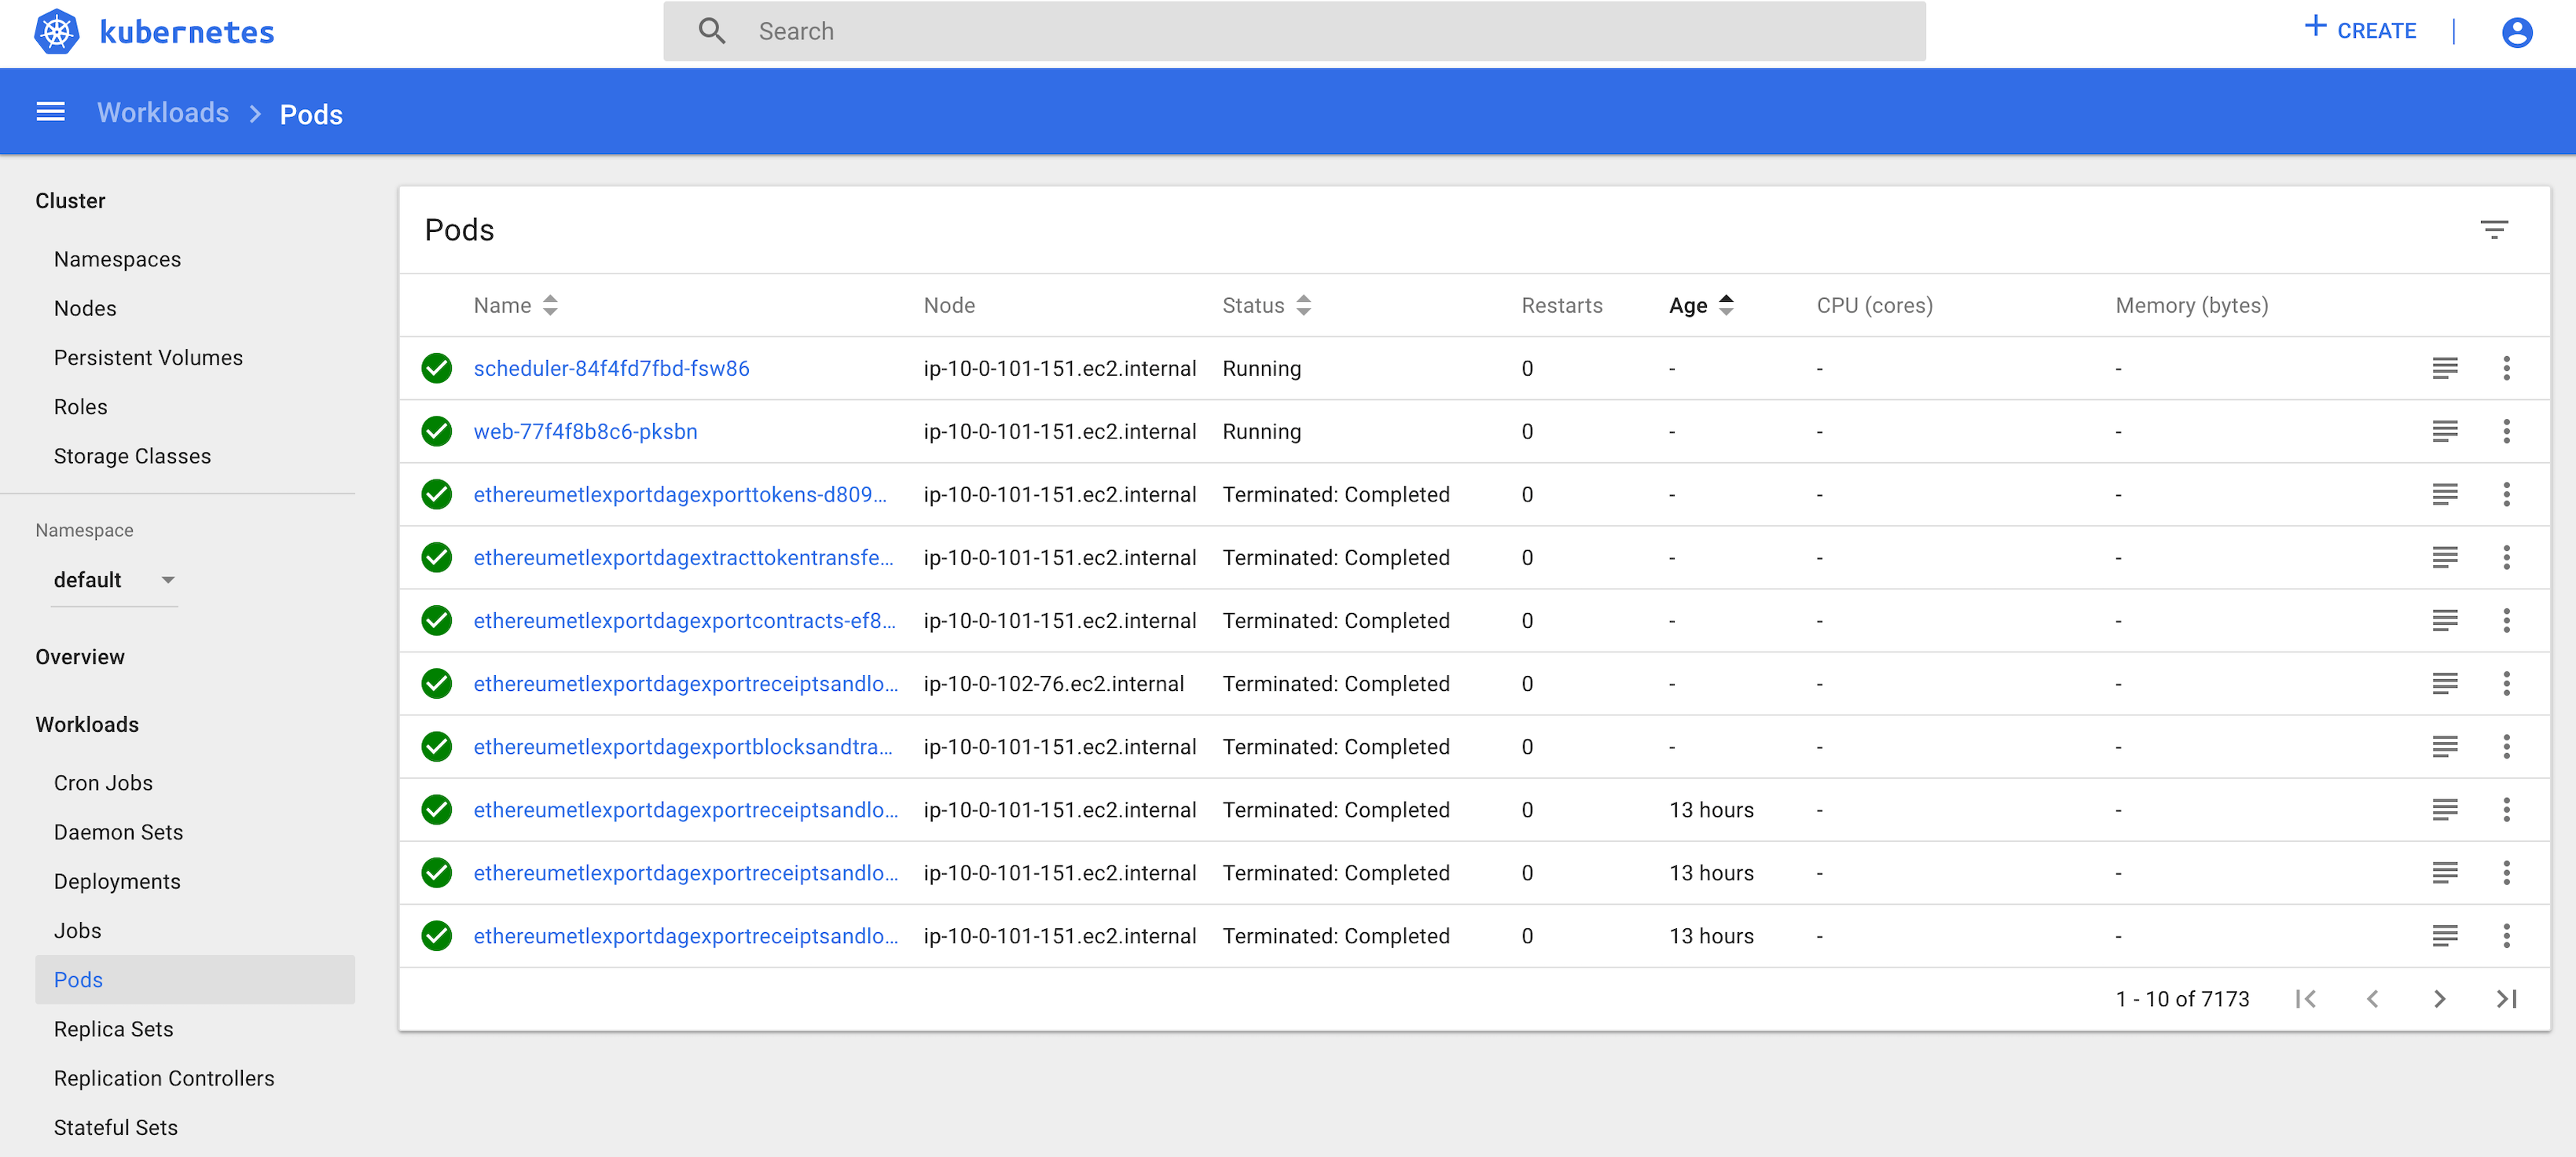 kubernetes
Search
CREATE
Workloads > Pods
Cluster
Namespaces
Nodes
Persistent Volumes
Roles
Storage Classes
Namespace
default
Overview
Workloads
Cron Jobs
Daemon Sets
Deployments
Jobs
Pods
Replica Sets
Replication Controllers
Stateful Sets
Pods
Name Node Status Restarts Age CPU (cores) Memory (bytes)
scheduler-84f4fd7fbd-fsw86 ip-10-0-101-151.ec2.internal Running 0 - - -
web-77f4f8b8c6-pksbn ip-10-0-101-151.ec2.internal Running 0 - - -
ethereumetlexportdagexporttokens-d809... ip-10-0-101-151.ec2.internal Terminated: Completed 0 - - -
ethereumetlexportdagextracttokentransfe... ip-10-0-101-151.ec2.internal Terminated: Completed 0 - - -
ethereumetlexportdagexportcontracts-ef8... ip-10-0-101-151.ec2.internal Terminated: Completed 0 - - -
ethereumetlexportdagexportreceiptsandlo... ip-10-0-102-76.ec2.internal Terminated: Completed 0 - - -
ethereumetlexportdagexportblocksandtra... ip-10-0-101-151.ec2.internal Terminated: Completed 0 - - -
ethereumetlexportdagexportreceiptsandlo... ip-10-0-101-151.ec2.internal Terminated: Completed 0 13 hours - -
ethereumetlexportdagexportreceiptsandlo... ip-10-0-101-151.ec2.internal Terminated: Completed 0 13 hours - -
ethereumetlexportdagexportreceiptsandlo... ip-10-0-101-151.ec2.internal Terminated: Completed 0 13 hours - -
1 - 10 of 7173